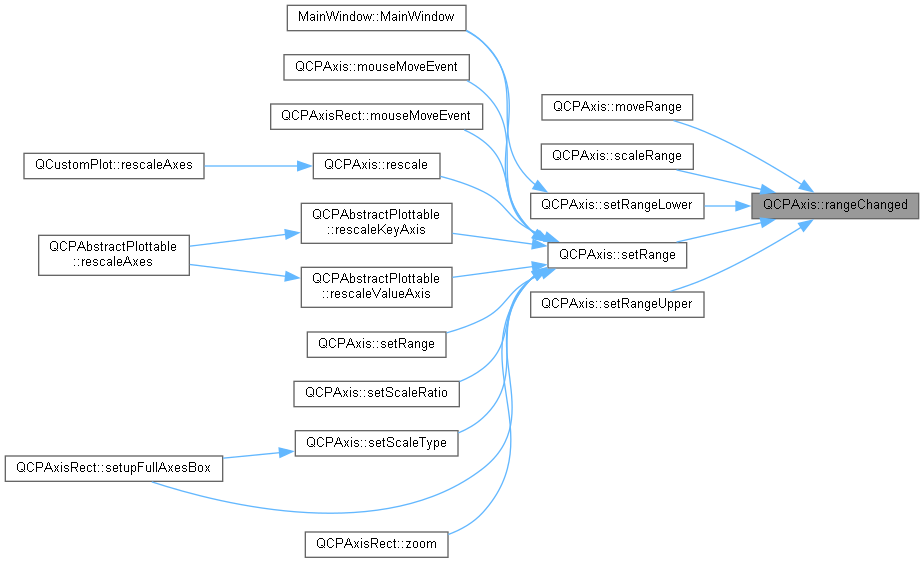 MainWindow::MainWindow
QCPAxis::mouseMoveEvent
QCPAxisRect::mouseMoveEvent
QCPAxis::moveRange
QCustomPlot::rescaleAxes
QCPAxis::rescale
QCPAxis::scaleRange
QCPAxis::setRangeLower
QCPAxis::rangeChanged
QCPAbstractPlottable
::rescaleKeyAxis
QCPAbstractPlottable
::rescaleAxes
QCPAxis::setRange
QCPAbstractPlottable
::rescaleValueAxis
QCPAxis::setRangeUpper
QCPAxis::setRange
QCPAxis::setScaleRatio
QCPAxis::setScaleType
QCPAxisRect::setupFullAxesBox
QCPAxisRect::zoom